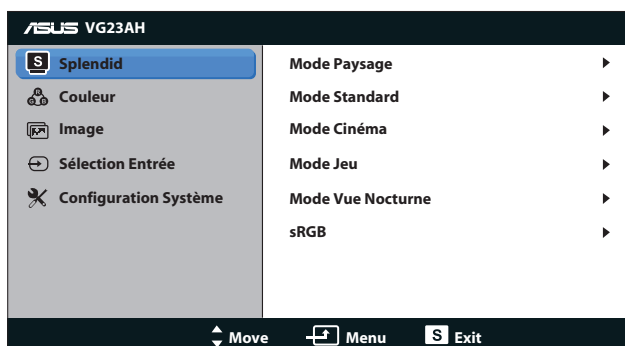 ASUS VG23AH
S Splendid
Couleur
Image
Sélection Entrée
Configuration Système
Mode Paysage
Mode Standard
Mode Cinéma
Mode Jeu
Mode Vue Nocturne
sRGB
Move Menu S Exit